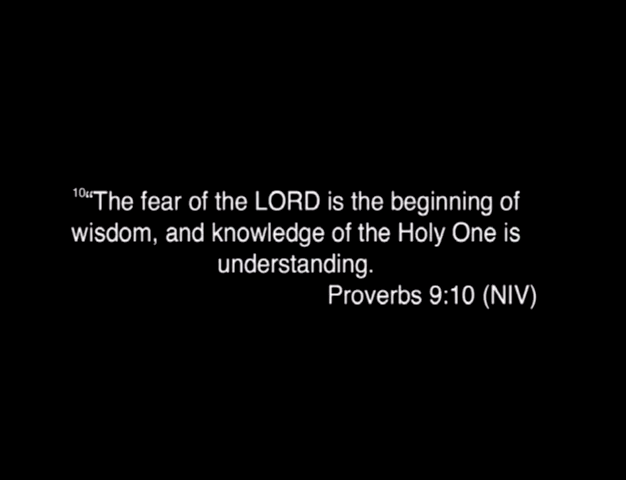 ¹⁰“The fear of the LORD is the beginning of
wisdom, and knowledge of the Holy One is
understanding.
Proverbs 9:10 (NIV)